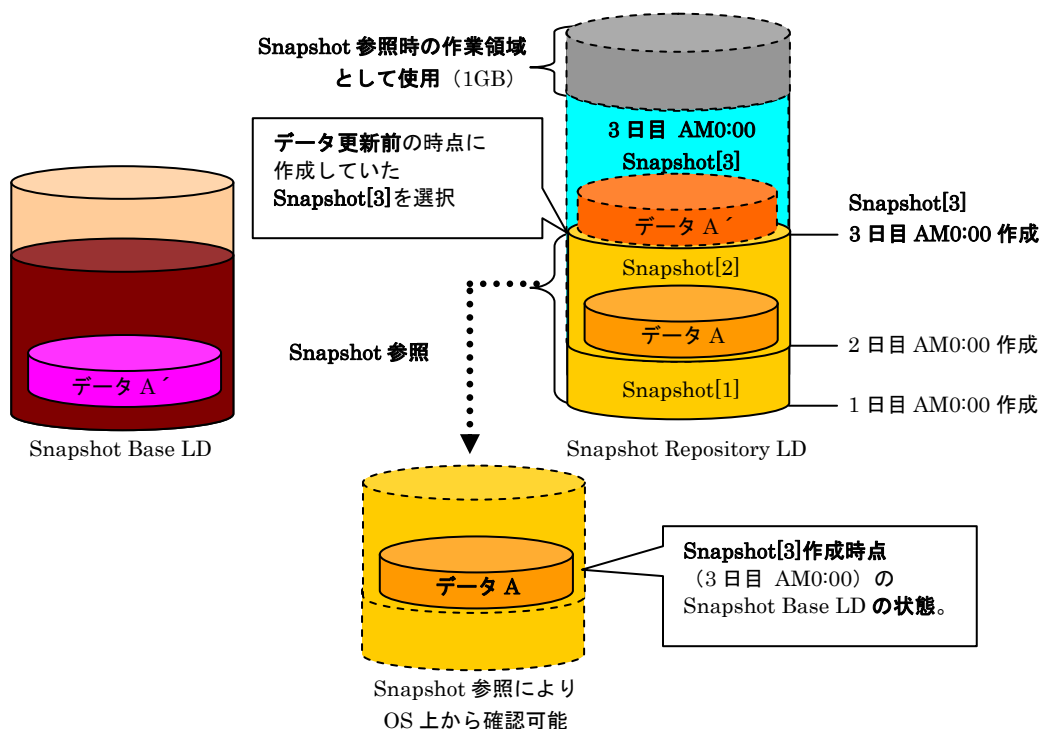 Snapshot 参照時の作業領域
として使用（1GB）
データ更新前の時点に
作成していた
Snapshot[3]を選択
3 日目 AM0:00
Snapshot[3]
データ A´
Snapshot[2]
データ A
Snapshot[1]
Snapshot[3]
3 日目 AM0:00 作成
2 日目 AM0:00 作成
1 日目 AM0:00 作成
データ A´
Snapshot Base LD
Snapshot 参照
Snapshot Repository LD
データ A
Snapshot[3]作成時点
（3 日目 AM0:00）の
Snapshot Base LD の状態。
Snapshot 参照により
OS 上から確認可能